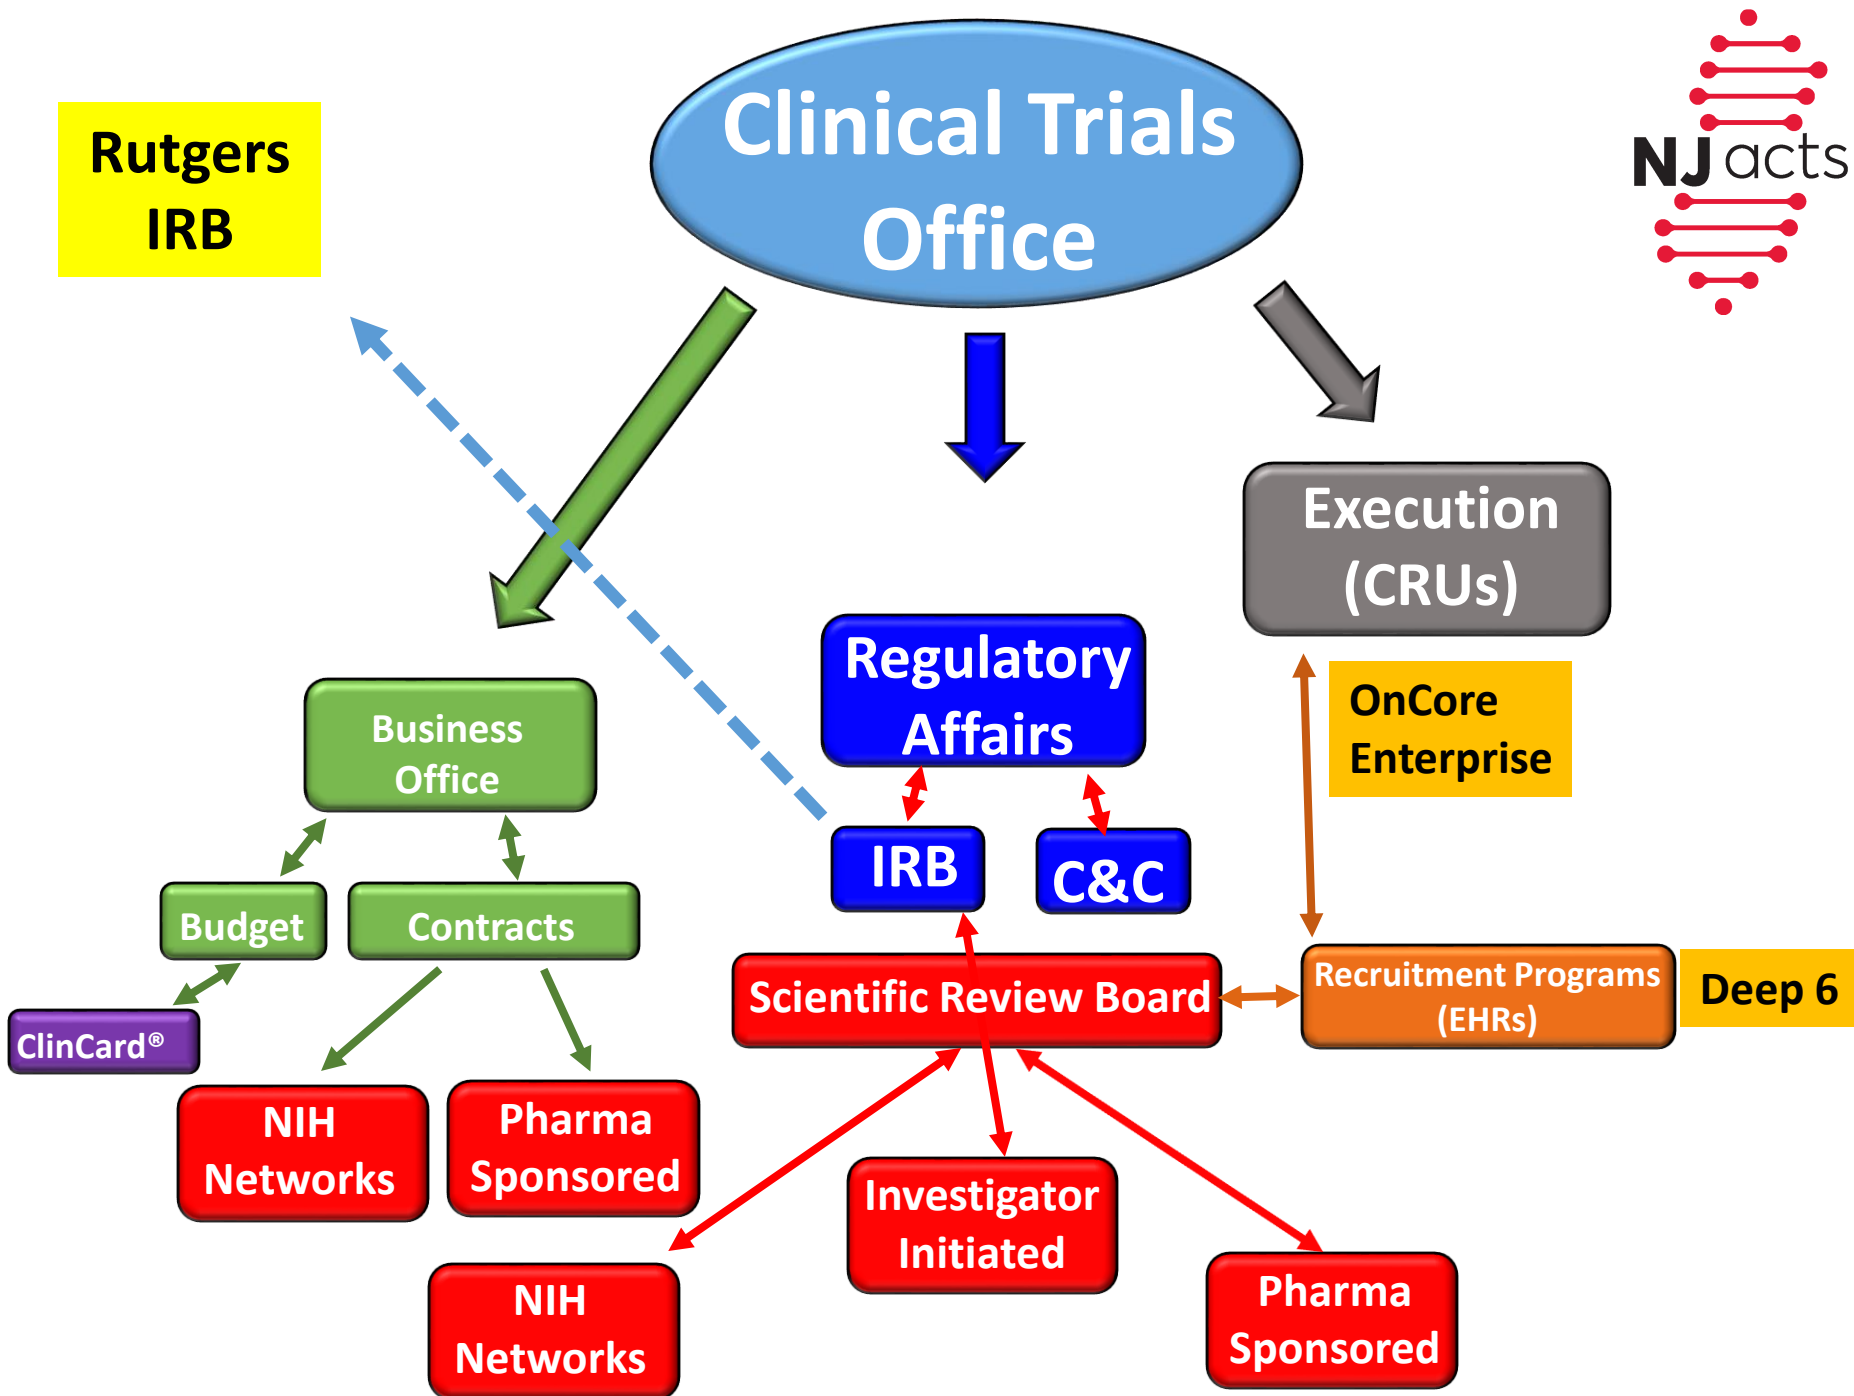 Clinical Trials
Office
Rutgers
IRB
NJ acts
Execution
(CRUs)
Regulatory
Affairs
OnCore
Enterprise
Business
Office
IRB
C&C
Budget
Contracts
Scientific Review Board
Recruitment Programs
(EHRs)
Deep 6
ClinCard®
NIH
Networks
Pharma
Sponsored
Investigator
Initiated
NIH
Networks
Pharma
Sponsored